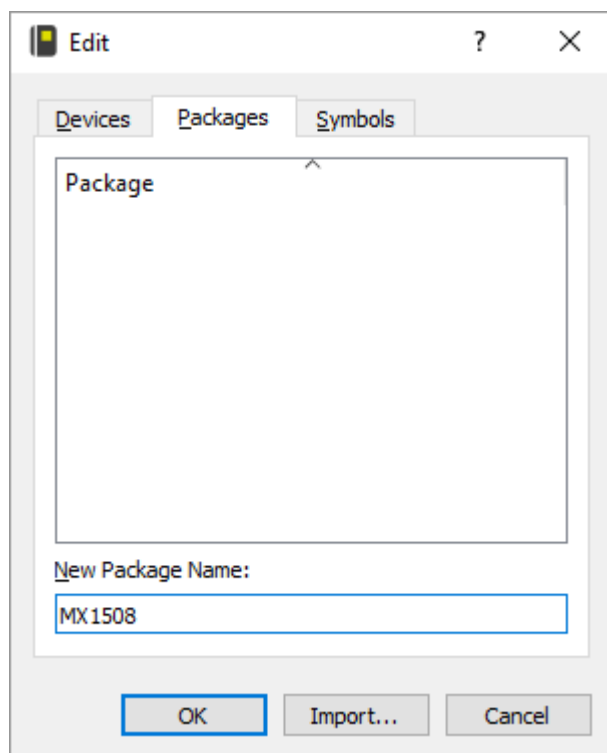 Edit
?
Devices Packages Symbols
Package
New Package Name:
MX1508
OK Import... Cancel